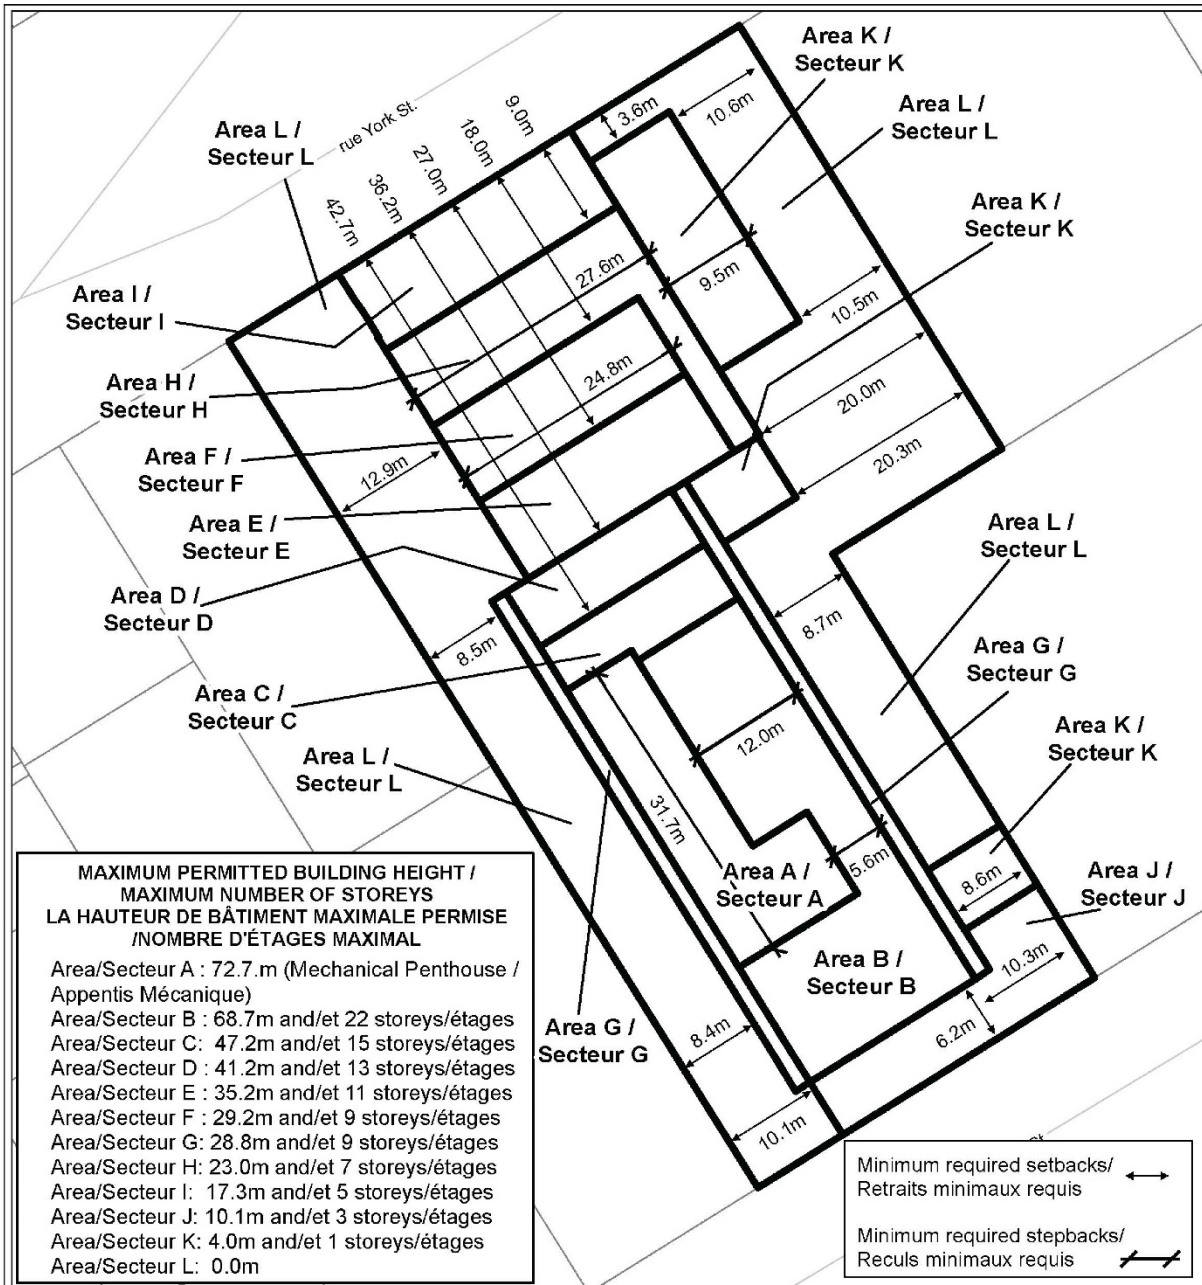 Area K /
Secteur K
Area L /
Secteur L
rue York St.
Area L /
Secteur L
Area K /
Secteur K
Area I /
Secteur I
Area H /
Secteur H
Area F /
Secteur F
Area E /
Secteur E
Area D /
Secteur D
Area C /
Secteur C
Area L /
Secteur L
Area L /
Secteur L
Area G /
Secteur G
Area K /
Secteur K
Area J /
Secteur J
Area A /
Secteur A
Area B /
Secteur B
Area G /
Secteur G
9.0m
18.0m
27.0m
36.2m
42.7m
3.6m
10.6m
27.6m
9.5m
10.5m
24.8m
20.0m
20.3m
12.9m
8.5m
8.7m
12.0m
31.7m
5.6m
8.6m
10.3m
6.2m
8.4m
10.1m
St.
MAXIMUM PERMITTED BUILDING HEIGHT /
MAXIMUM NUMBER OF STOREYS
LA HAUTEUR DE BÂTIMENT MAXIMALE PERMISE
/NOMBRE D'ÉTAGES MAXIMAL
Area/Secteur A : 72.7.m (Mechanical Penthouse /
Appentis Mécanique)
Area/Secteur B : 68.7m and/et 22 storeys/étages
Area/Secteur C: 47.2m and/et 15 storeys/étages
Area/Secteur D : 41.2m and/et 13 storeys/étages
Area/Secteur E : 35.2m and/et 11 storeys/étages
Area/Secteur F : 29.2m and/et 9 storeys/étages
Area/Secteur G: 28.8m and/et 9 storeys/étages
Area/Secteur H: 23.0m and/et 7 storeys/étages
Area/Secteur I: 17.3m and/et 5 storeys/étages
Area/Secteur J: 10.1m and/et 3 storeys/étages
Area/Secteur K: 4.0m and/et 1 storeys/étages
Area/Secteur L: 0.0m
Minimum required setbacks/
Retraits minimaux requis
Minimum required stepbacks/
Reculs minimaux requis